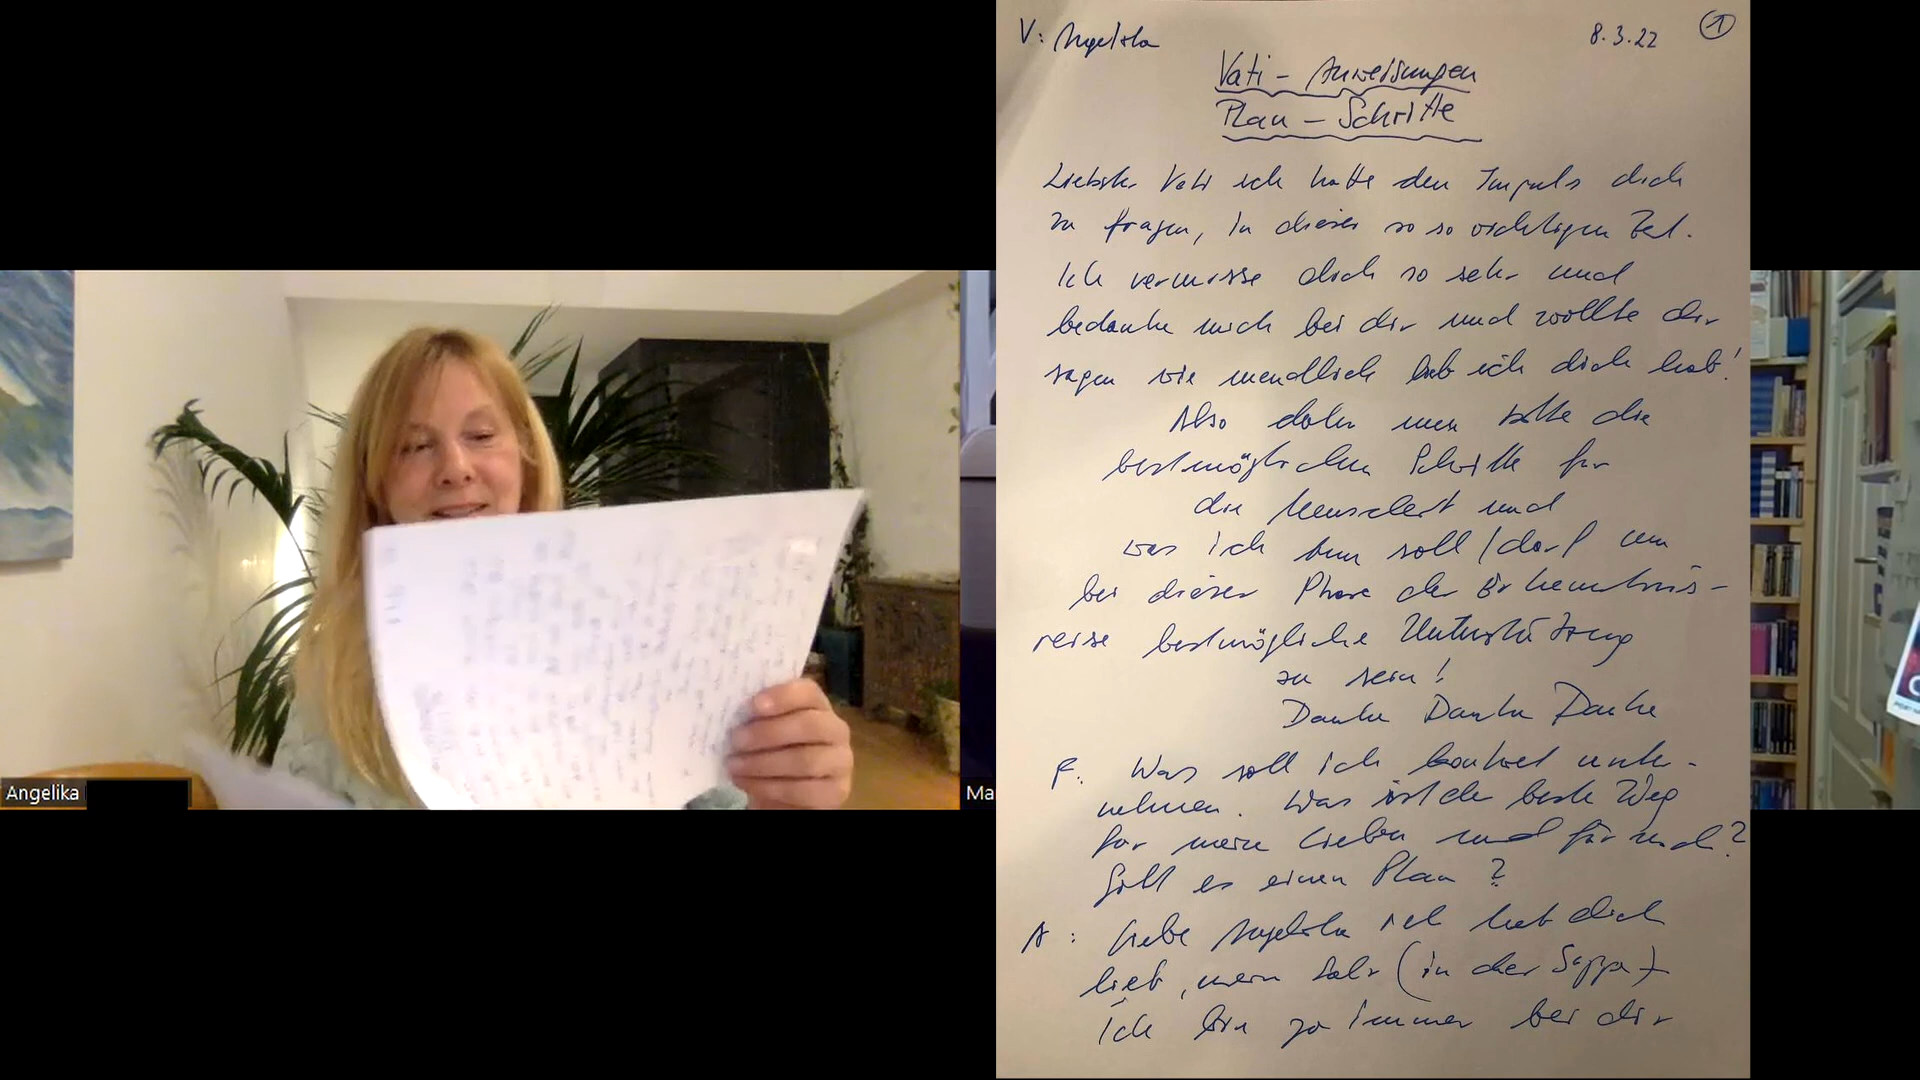 V: Angelika
8.3.22 1
Vati - Anweisungen
Plan - Schritte
Liebster Vati ich hatte den Impuls dich
zu fragen, in dieser so so wichtigen Zeit.
Ich vermisse dich so sehr und
bedanke mich bei dir und wollte dir
sagen wie unendlich lieb ich dich hab!
Also bitte die
bestmöglichen Schritte für
die Menschheit und
was ich tun soll/darf um
bei dieser Phase der Erkenntnis-
reise bestmögliche Unterstützung
zu sein!
Danke Danke Danke
F: Was soll ich konkret unter-
nehmen. Was ist der beste Weg
für meine Lieben und für mich?
Gibt es einen Plan?
A: Liebe Angelika ich hab dich
lieb, mein Salz (in der Suppe)
ich bin ja immer bei dir
Angelika
Ma